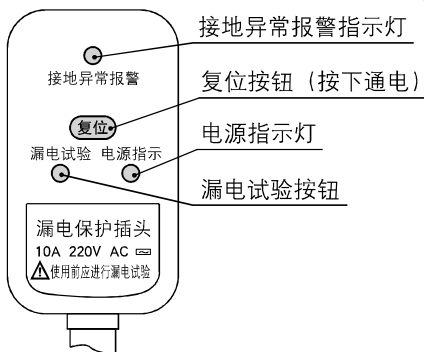 接地异常报警指示灯
接地异常报警
复位按钮（按下通电）
复位
电源指示灯
漏电试验 电源指示
漏电试验按钮
漏电保护插头
10A 220V AC
使用前应进行漏电试验